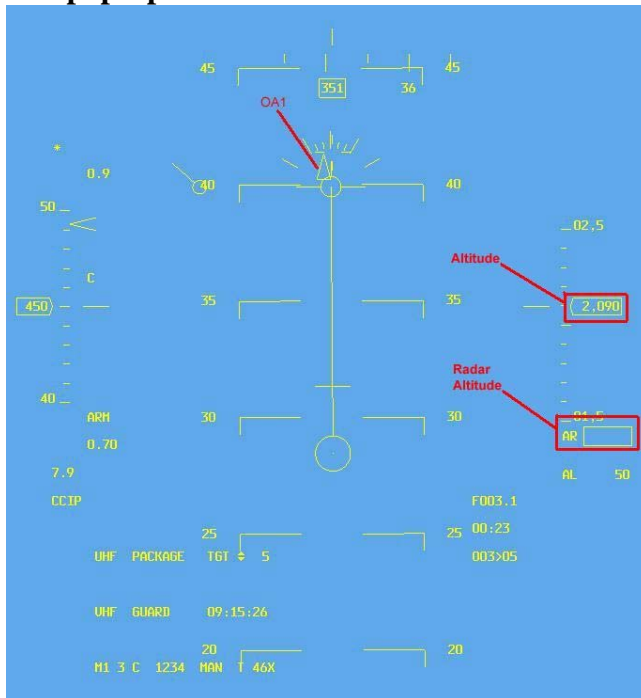 45 45
351 36
OA1
*
0.9
40 40
50
02,5
C
Altitude
450 35 35 2,090
Radar
Altitude
40
ARM 30 30 01,5
AR
0.70
7.9 AL 50
CCIP F003.1
25 25 00:23
UHF PACKAGE TGT 5 003>05
UHF GUARD 09:15:26
20 20
M1 3 C 1234 MAN T 46X